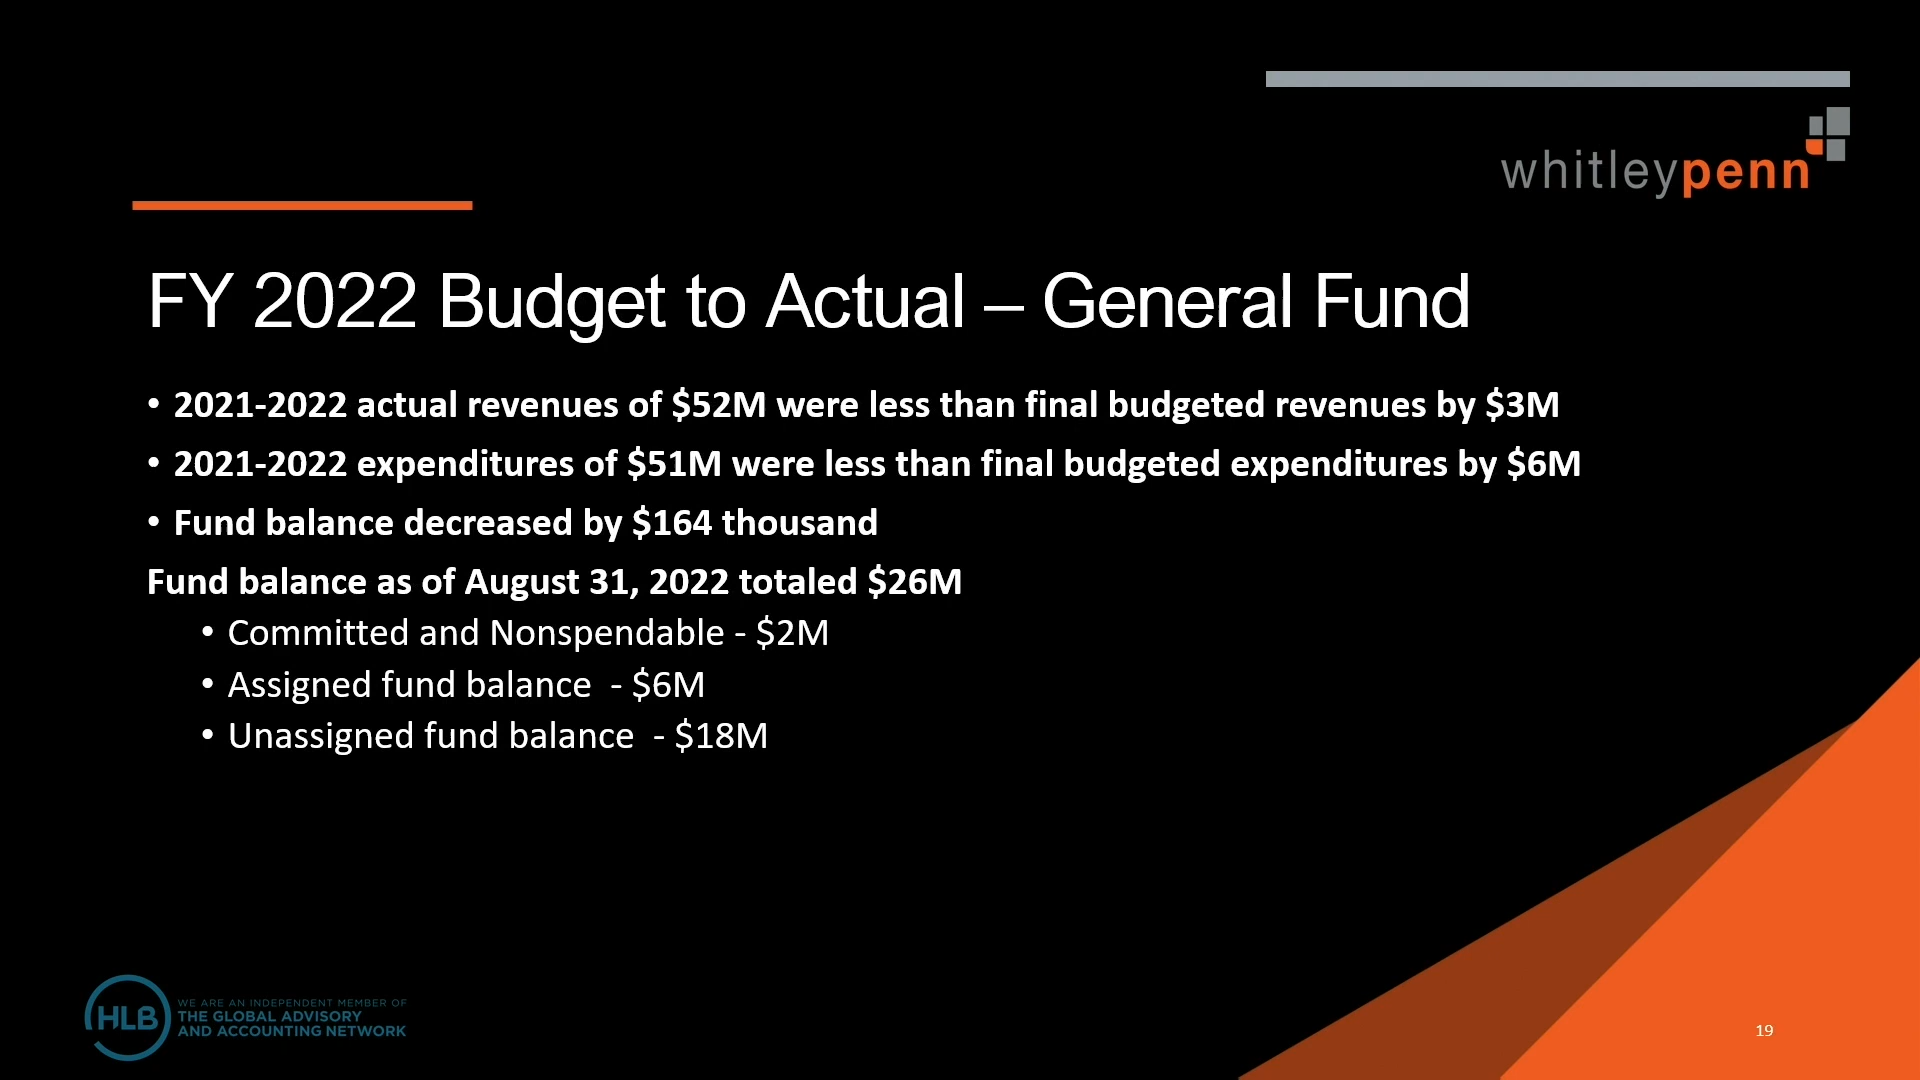 whitleypenn
FY 2022 Budget to Actual – General Fund
• 2021-2022 actual revenues of $52M were less than final budgeted revenues by $3M
• 2021-2022 expenditures of $51M were less than final budgeted expenditures by $6M
• Fund balance decreased by $164 thousand
Fund balance as of August 31, 2022 totaled $26M
• Committed and Nonspendable - $2M
• Assigned fund balance  - $6M
• Unassigned fund balance  - $18M
HLB
WE ARE AN INDEPENDENT MEMBER OF
THE GLOBAL ADVISORY
AND ACCOUNTING NETWORK
19